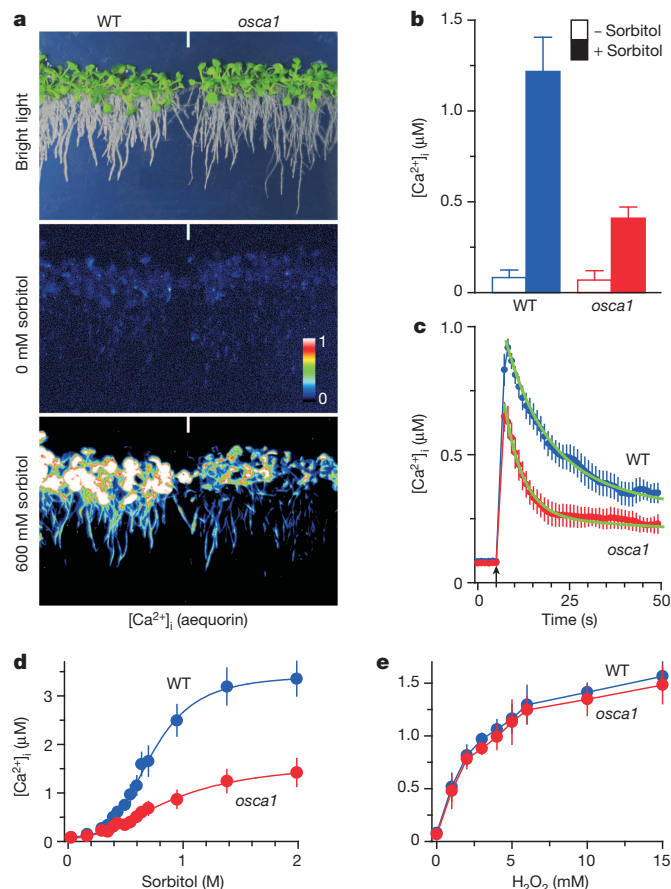 a
WT
osca1
Bright light
0 mM sorbitol
1
0
600 mM sorbitol
[Ca²⁺]ᵢ (aequorin)
b
– Sorbitol
+ Sorbitol
[Ca²⁺]ᵢ (μM)
1.5
1.0
0.5
0
WT
osca1
c
[Ca²⁺]ᵢ (μM)
1.0
0.5
0
WT
osca1
0
25
50
Time (s)
d
[Ca²⁺]ᵢ (μM)
3
2
1
0
WT
osca1
0
1
2
Sorbitol (M)
e
1.5
1.0
0.5
0
WT
osca1
0
5
10
15
H₂O₂ (mM)